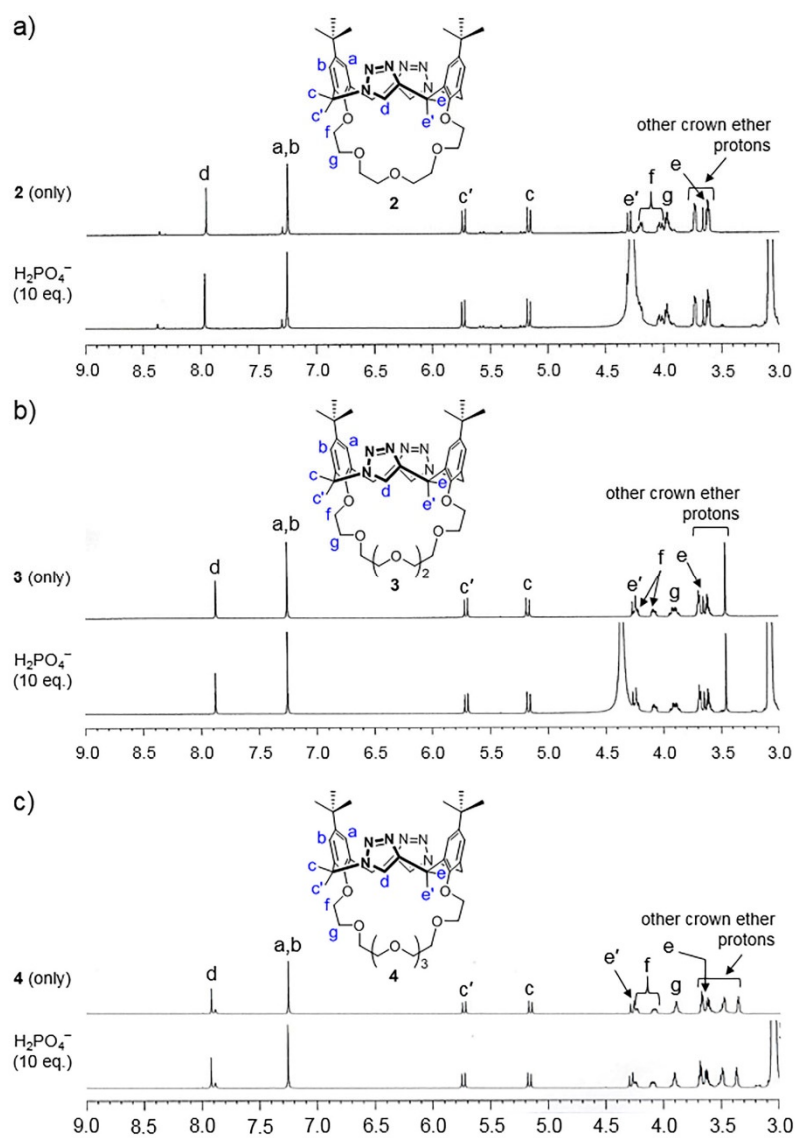 a)
b
a
N=N
N=N
N
N
c
c'
d
e
e'
f
g
O
O
O
O
O
2
other crown ether
protons
2 (only)
d
a,b
c'
c
e'
f
g
e
H₂PO₄⁻
(10 eq.)
9.0 8.5 8.0 7.5 7.0 6.5 6.0 5.5 5.0 4.5 4.0 3.5 3.0
b)
b
a
N=N
N=N
N
N
c
c'
d
e
e'
f
g
O
O
O
O
O
2
3
other crown ether
protons
3 (only)
d
a,b
c'
c
e'
f
g
e
H₂PO₄⁻
(10 eq.)
9.0 8.5 8.0 7.5 7.0 6.5 6.0 5.5 5.0 4.5 4.0 3.5 3.0
c)
b
a
N=N
N=N
N
N
c
c'
d
e
e'
f
g
O
O
O
O
O
3
4
other crown ether
protons
4 (only)
d
a,b
c'
c
e'
f
g
e
H₂PO₄⁻
(10 eq.)
9.0 8.5 8.0 7.5 7.0 6.5 6.0 5.5 5.0 4.5 4.0 3.5 3.0